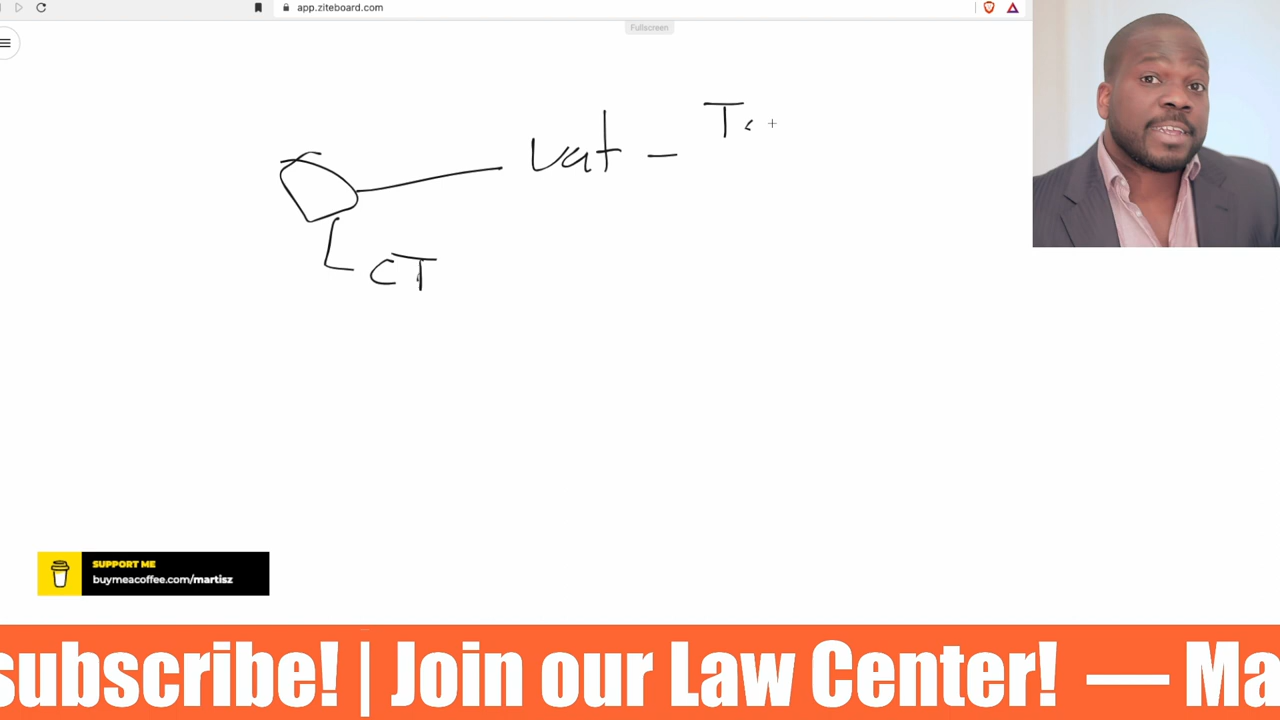 app.ziteboard.com
Fullscreen
Vat - T
CT
SUPPORT ME
buymeacoffee.com/martisz
subscribe! | Join our Law Center! — Ma